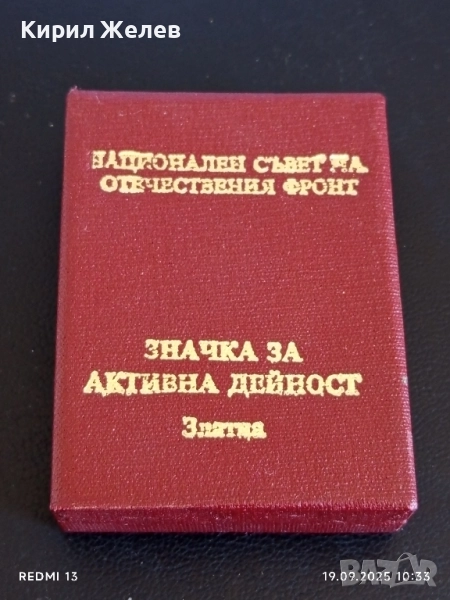 Кирил Желев
НАЦИОНАЛЕН СЪВЕТ НА
ОТЕЧЕСТВЕНИЯ ФРОНТ
ЗНАЧКА ЗА
АКТИВНА ДЕЙНОСТ
Златна
BAZAR
REDMI 13
19.09.2025 10:33